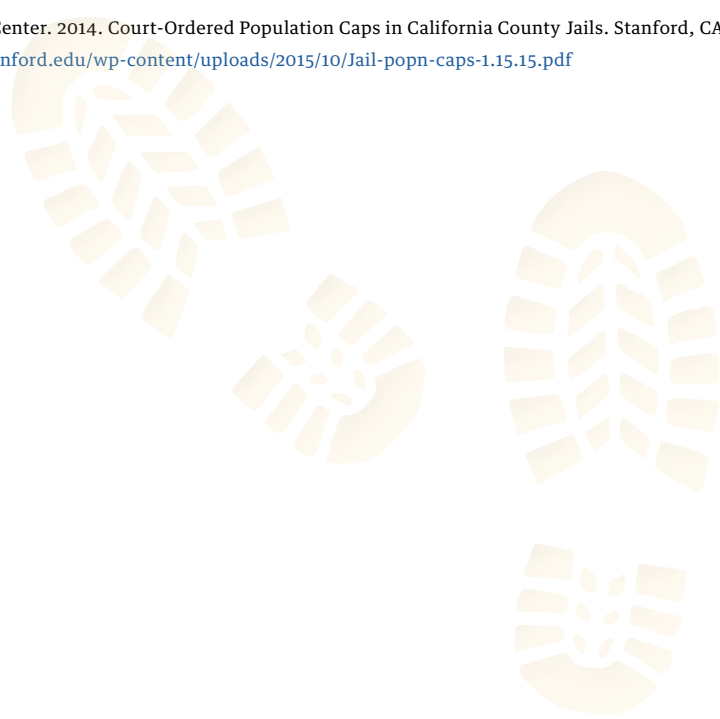 enter. 2014. Court-Ordered Population Caps in California County Jails. Stanford, CA
nford.edu/wp-content/uploads/2015/10/Jail-popn-caps-1.15.15.pdf